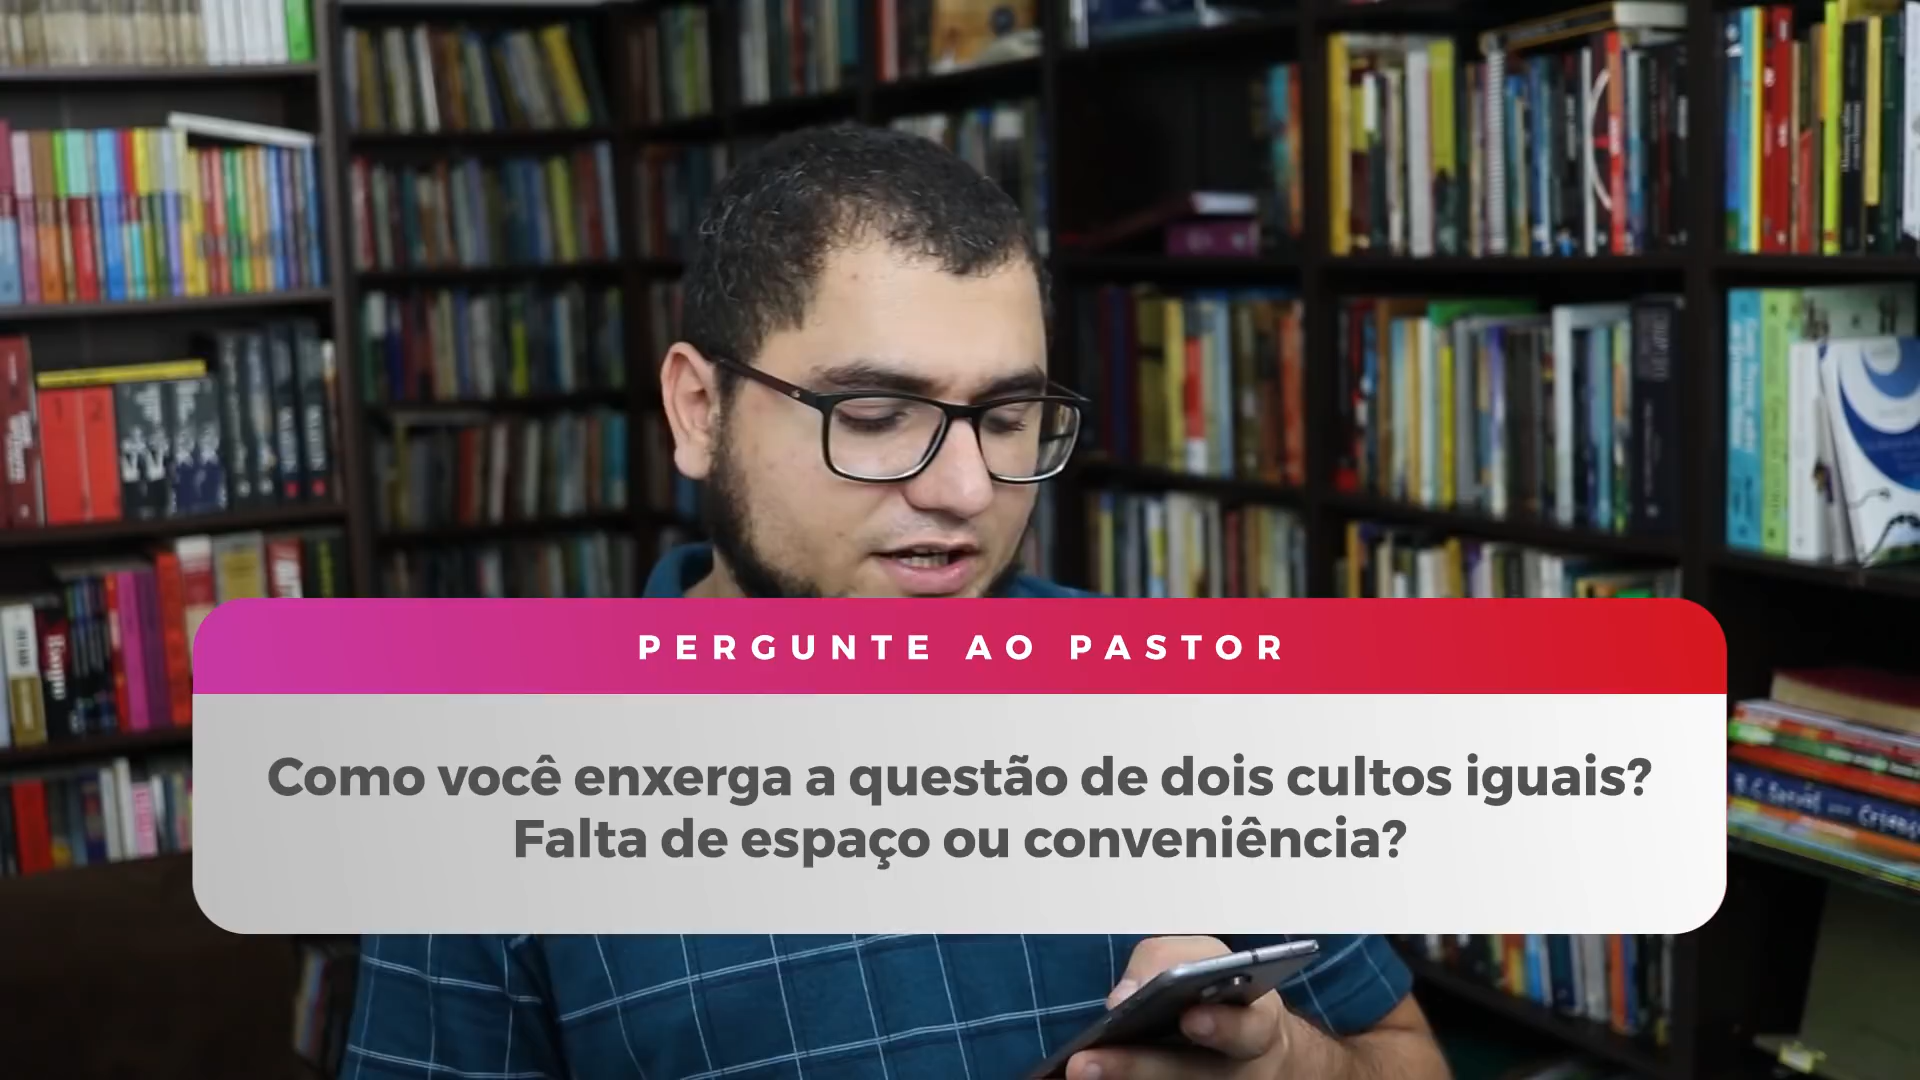 PERGUNTE AO PASTOR
Como você enxerga a questão de dois cultos iguais?
Falta de espaço ou conveniência?